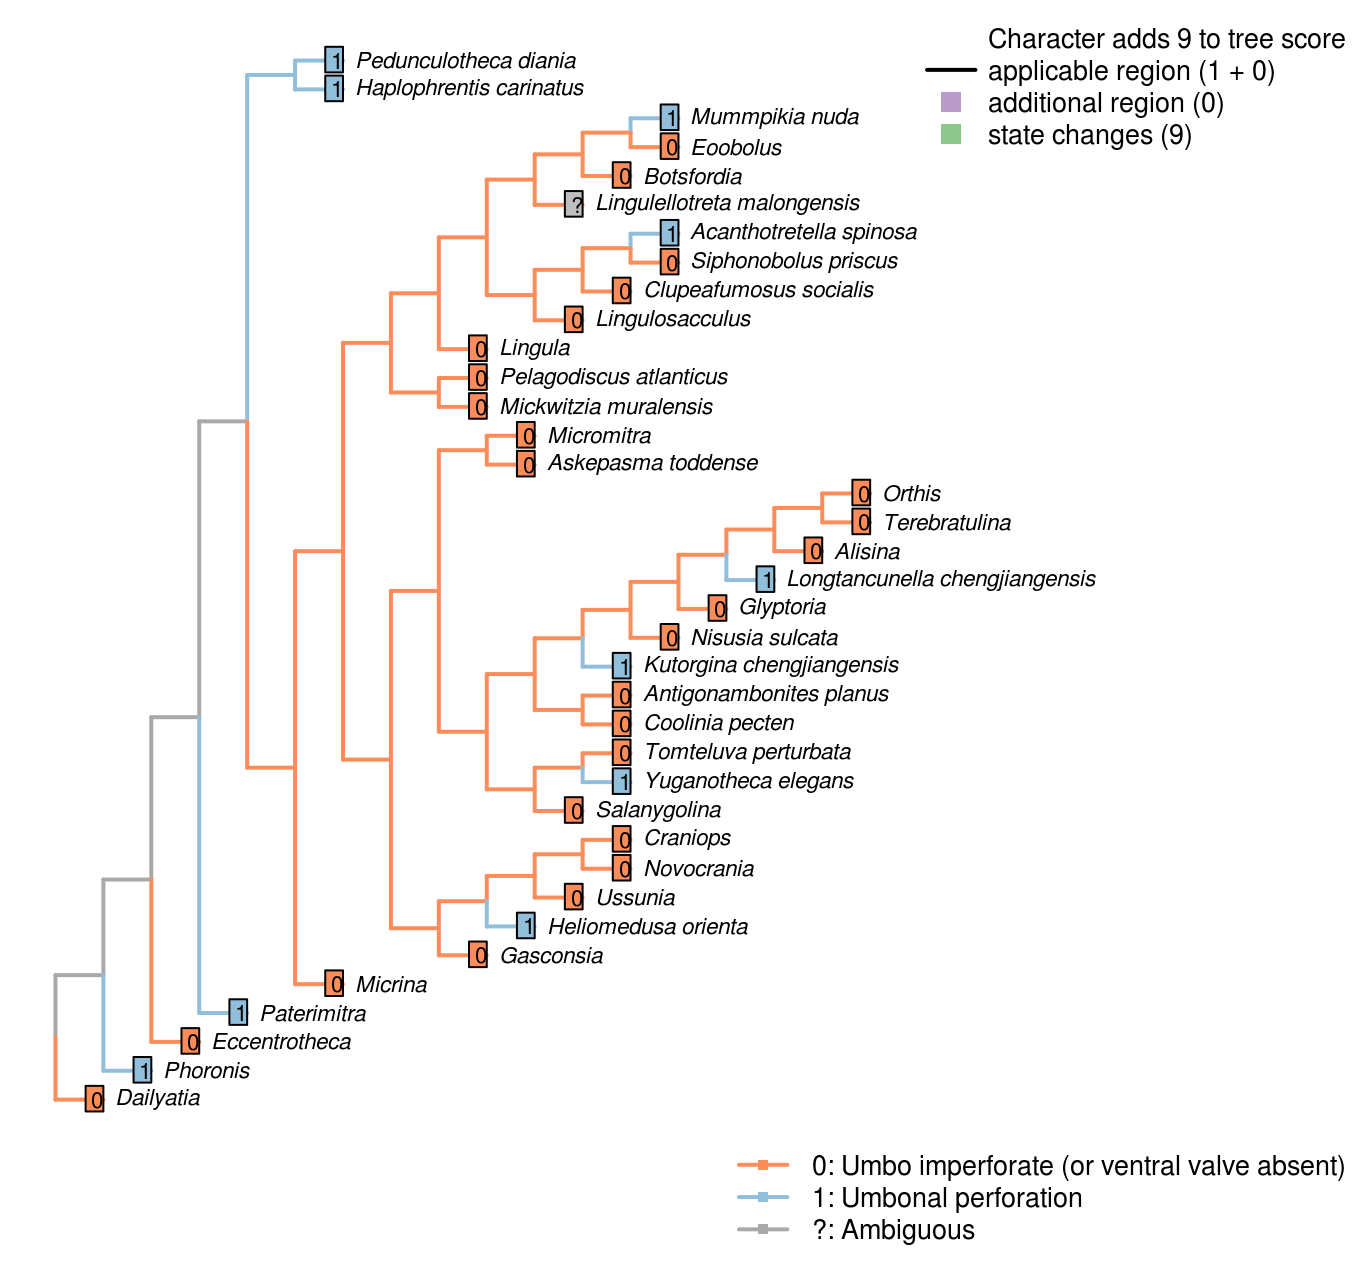 Character adds 9 to tree score
applicable region (1 + 0)
additional region (0)
state changes (9)
1 Pedunculotheca diania
1 Haplophrentis carinatus
1 Mummpikia nuda
0 Eoobolus
0 Botsfordia
? Lingulellotreta malongensis
1 Acanthotretella spinosa
0 Siphonobolus priscus
0 Clupeafumosus socialis
0 Lingulosacculus
0 Lingula
0 Pelagodiscus atlanticus
0 Mickwitzia muralensis
0 Micromitra
0 Askepasma toddense
0 Orthis
0 Terebratulina
0 Alisina
1 Longtancunella chengjiangensis
0 Glyptoria
0 Nisusia sulcata
1 Kutorgina chengjiangensis
0 Antigonambonites planus
0 Coolinia pecten
0 Tomteluva perturbata
1 Yuganotheca elegans
0 Salanygolina
0 Craniops
0 Novocrania
0 Ussunia
1 Heliomedusa orienta
0 Gasconsia
0 Micrina
1 Paterimitra
0 Eccentrotheca
1 Phoronis
0 Dailyatia
0: Umbo imperforate (or ventral valve absent)
1: Umbonal perforation
?: Ambiguous